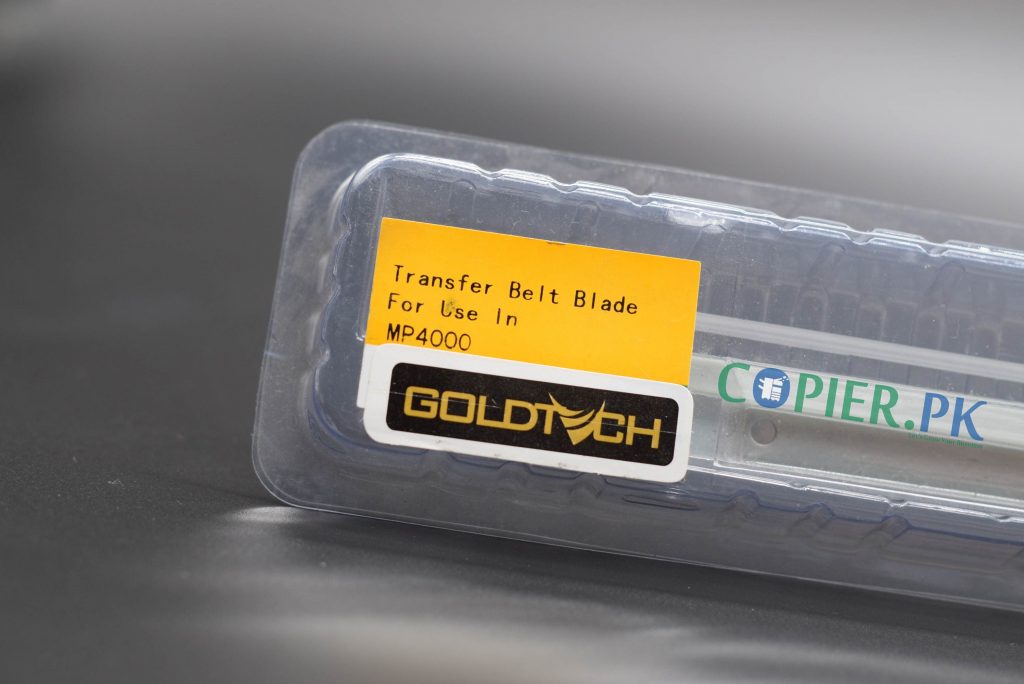 Transfer Belt Blade
For Use In
MP4000
GOLDTECH
COPIER.PK